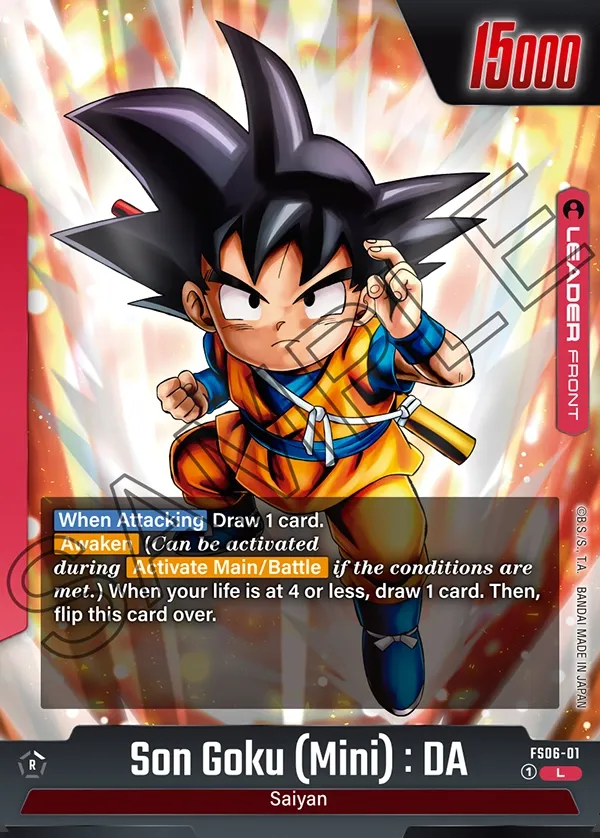 15000
LEADER FRONT
When Attacking Draw 1 card.
Awaken (Can be activated
during Activate Main/Battle if the conditions are
met.) When your life is at 4 or less, draw 1 card. Then,
flip this card over.
SAMPLE
©B.S./S., T.A. BANDAI MADE IN JAPAN
R
Son Goku (Mini) : DA
FS06-01
1 L
Saiyan